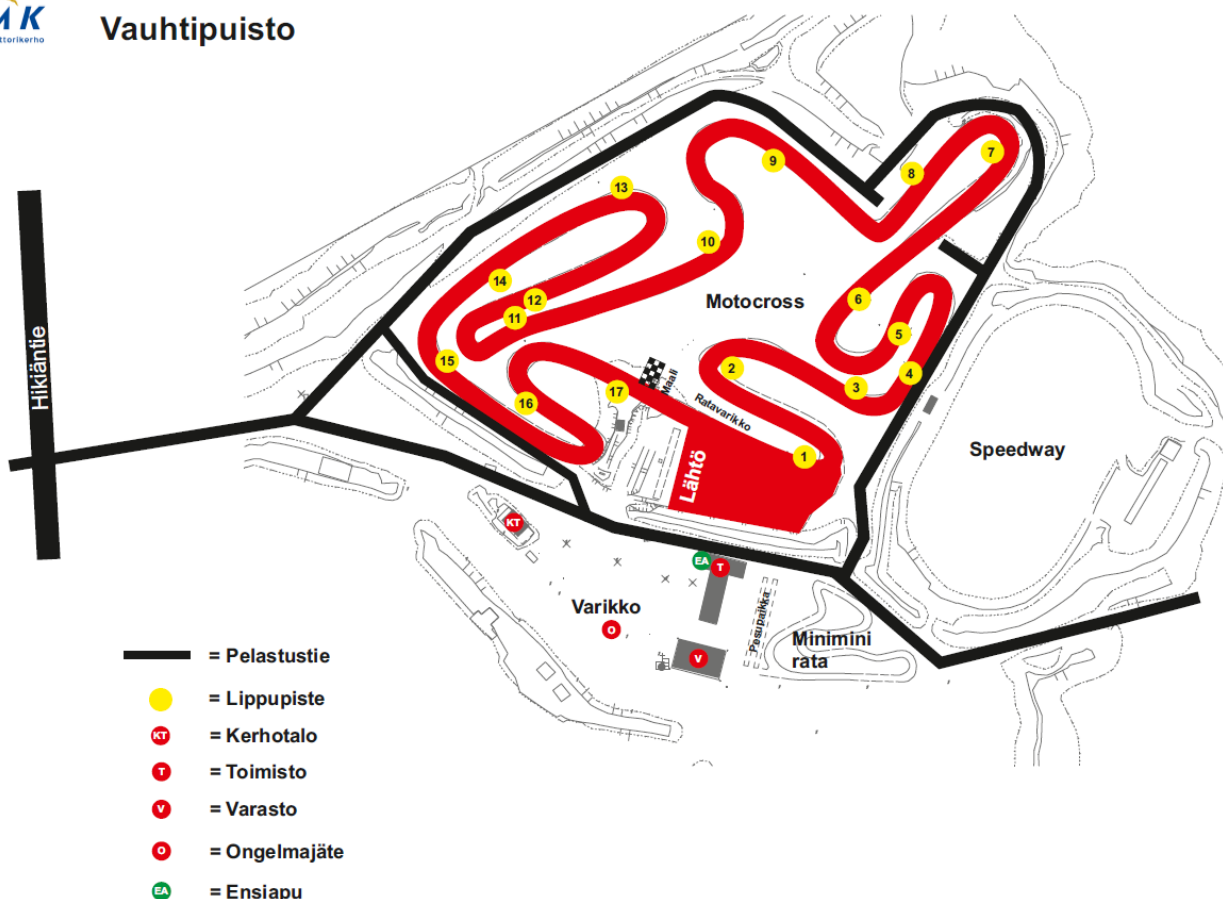 K
ttorikerho
Vauhtipuisto
Hikiäntie
13
9
8
7
10
14
12
11
Motocross
6
5
15
2
4
3
16
17
Maali
Ratavarikko
1
Lähtö
Speedway
KT
EA
T
Varikko
O
Pesupaikka
V
Minimini
rata
= Pelastustie
= Lippupiste
KT = Kerhotalo
T = Toimisto
V = Varasto
O = Ongelmajäte
EA = Ensiapu